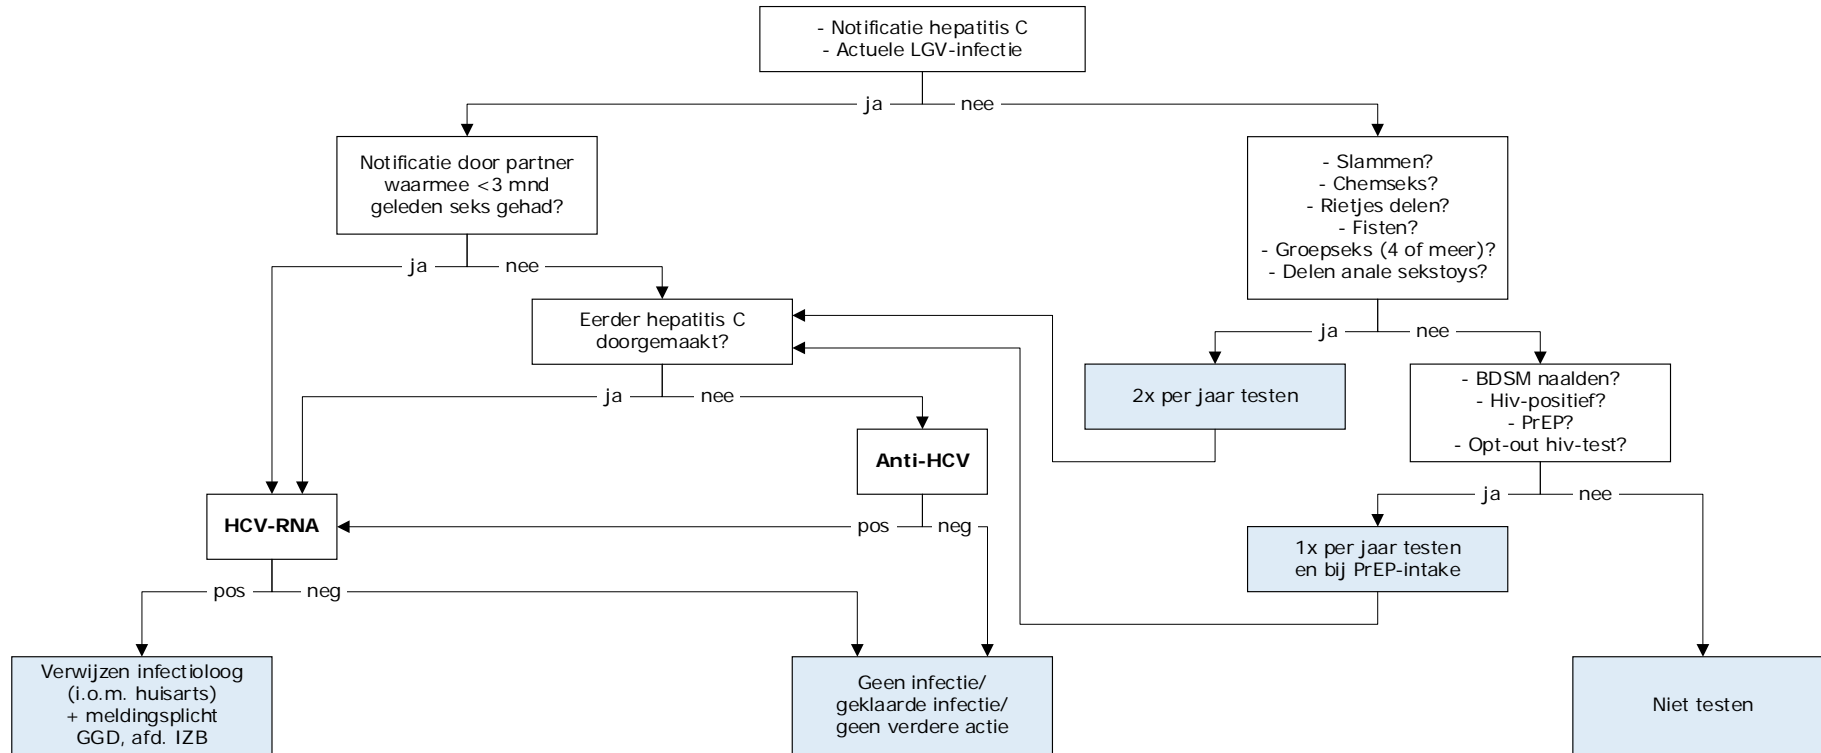 - Notificatie hepatitis C
- Actuele LGV-infectie
ja
nee
Notificatie door partner
waarmee <3 mnd
geleden seks gehad?
- Slammen?
- Chemseks?
- Rietjes delen?
- Fisten?
- Groepseks (4 of meer)?
- Delen anale sekstoys?
ja
nee
Eerder hepatitis C
doorgemaakt?
ja
nee
2x per jaar testen
- BDSM naalden?
- Hiv-positief?
- PrEP?
- Opt-out hiv-test?
ja
nee
Anti-HCV
ja
nee
HCV-RNA
pos
neg
1x per jaar testen
en bij PrEP-intake
pos
neg
Verwijzen infectioloog
(i.o.m. huisarts)
+ meldingsplicht
GGD, afd. IZB
Geen infectie/
geklaarde infectie/
geen verdere actie
Niet testen